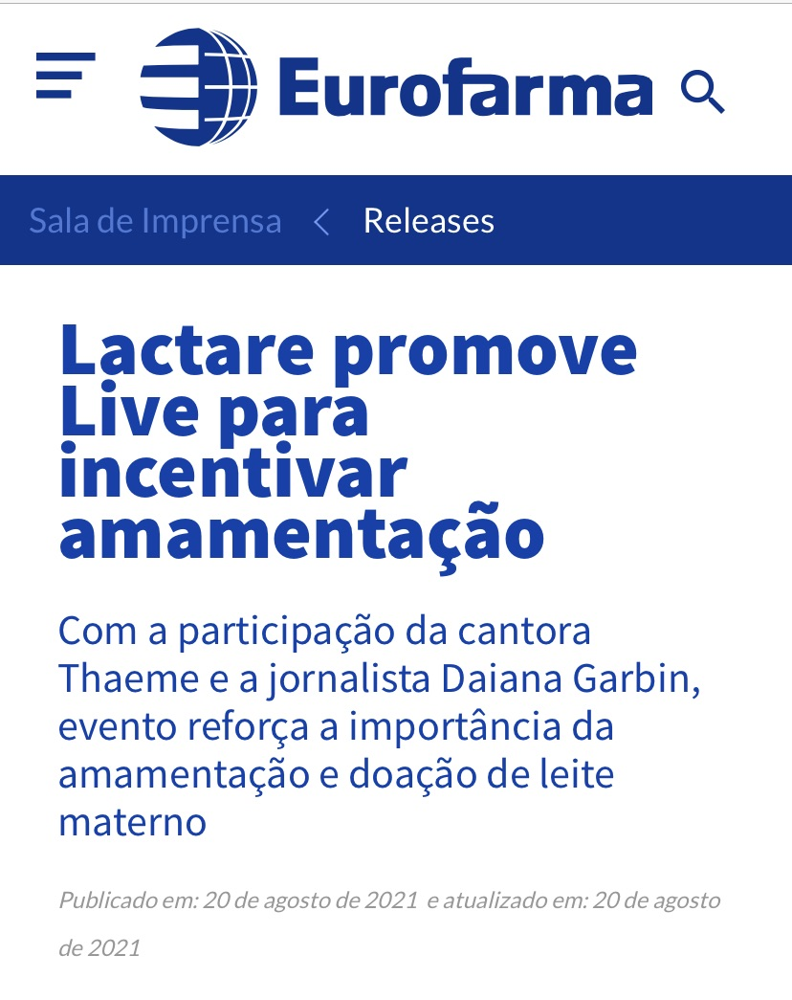 Eurofarma
Sala de Imprensa < Releases
Lactare promove
Live para
incentivar
amamentação
Com a participação da cantora
Thaeme e a jornalista Daiana Garbin,
evento reforça a importância da
amamentação e doação de leite
materno
Publicado em: 20 de agosto de 2021 e atualizado em: 20 de agosto
de 2021